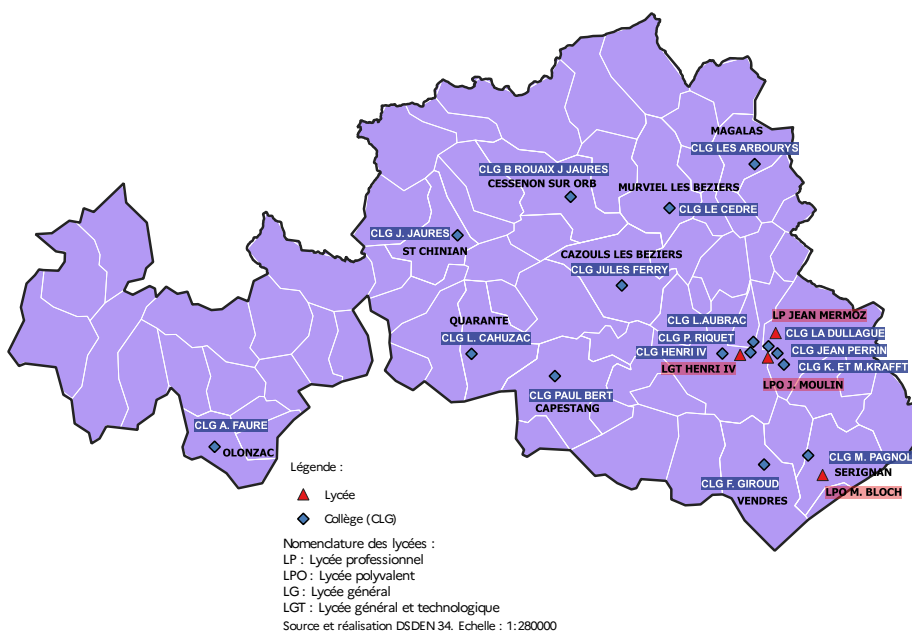 MAGALAS
CLG LES ARBOURYS
CLG B ROUAIX J JAURES
CESSENON SUR ORB
MURVIEL LES BEZIERS
CLG LE CEDRE
CLG J. JAURES
ST CHINIAN
CAZOULS LES BEZIERS
CLG JULES FERRY
LP JEAN MERMOZ
QUARANTE
CLG L.AUBRAC
CLG LA DULLAGUE
CLG L. CAHUZAC
CLG P. RIQUET
CLG HENRI IV
CLG JEAN PERRIN
LGT HENRI IV
CLG K. ET M.KRAFFT
LPO J. MOULIN
CLG PAUL BERT
CAPESTANG
CLG A. FAURE
OLONZAC
CLG M. PAGNOL
SERIGNAN
CLG F. GIROUD
LPO M. BLOCH
VENDRES
Légende :
Lycée
Collège (CLG)
Nomenclature des lycées :
LP : Lycée professionnel
LPO : Lycée polyvalent
LG : Lycée général
LGT : Lycée général et technologique
Source et réalisation DSDEN 34. Echelle : 1:280000